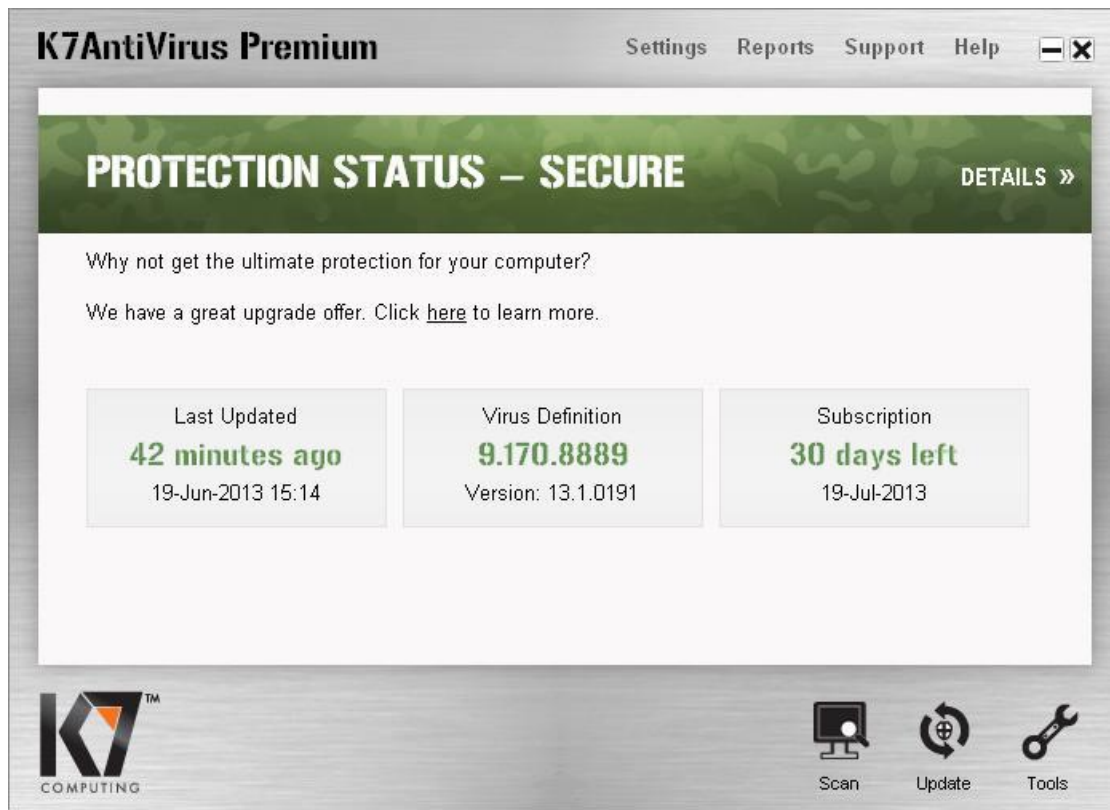 K7AntiVirus Premium
Settings Reports Support Help
PROTECTION STATUS – SECURE
DETAILS »
Why not get the ultimate protection for your computer?
We have a great upgrade offer. Click here to learn more.
Last Updated
42 minutes ago
19-Jun-2013 15:14
Virus Definition
9.170.8889
Version: 13.1.0191
Subscription
30 days left
19-Jul-2013
K7™
COMPUTING
Scan
Update
Tools